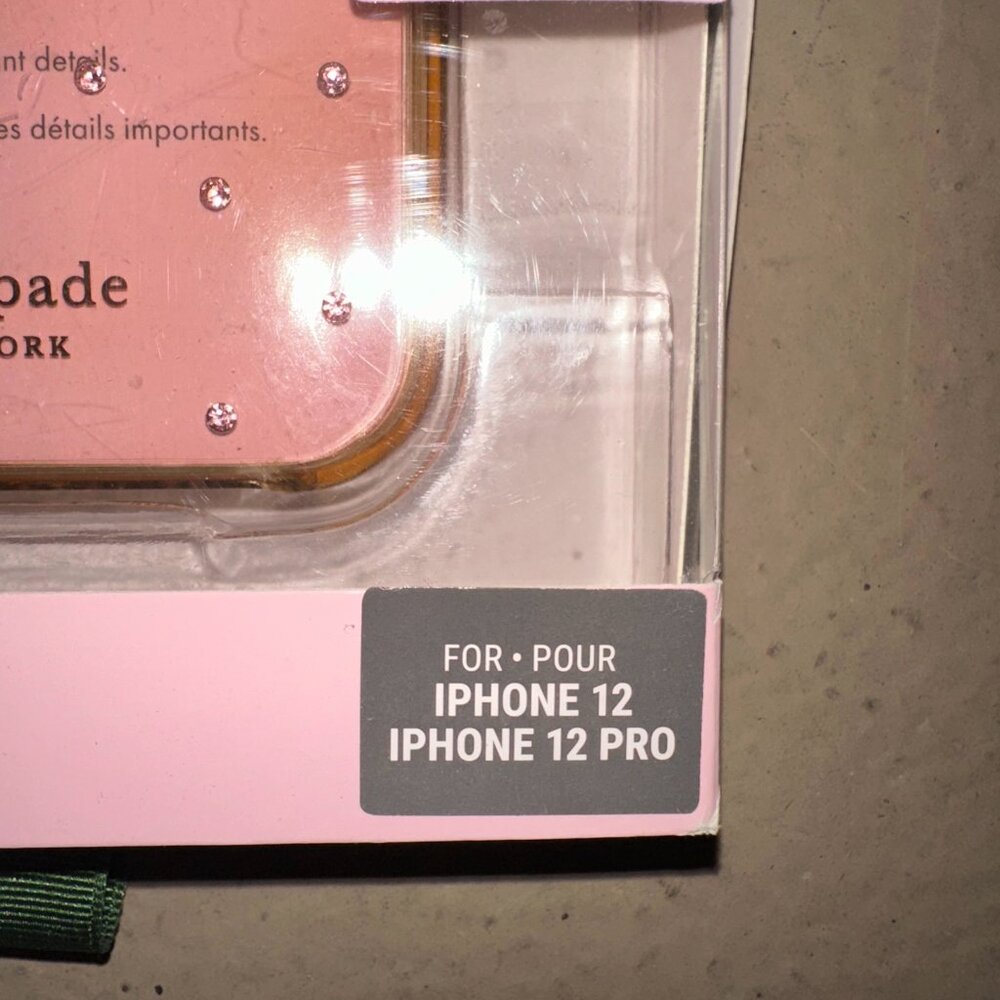 nt details.
es détails importants.
pade
ORK
FOR • POUR
IPHONE 12
IPHONE 12 PRO